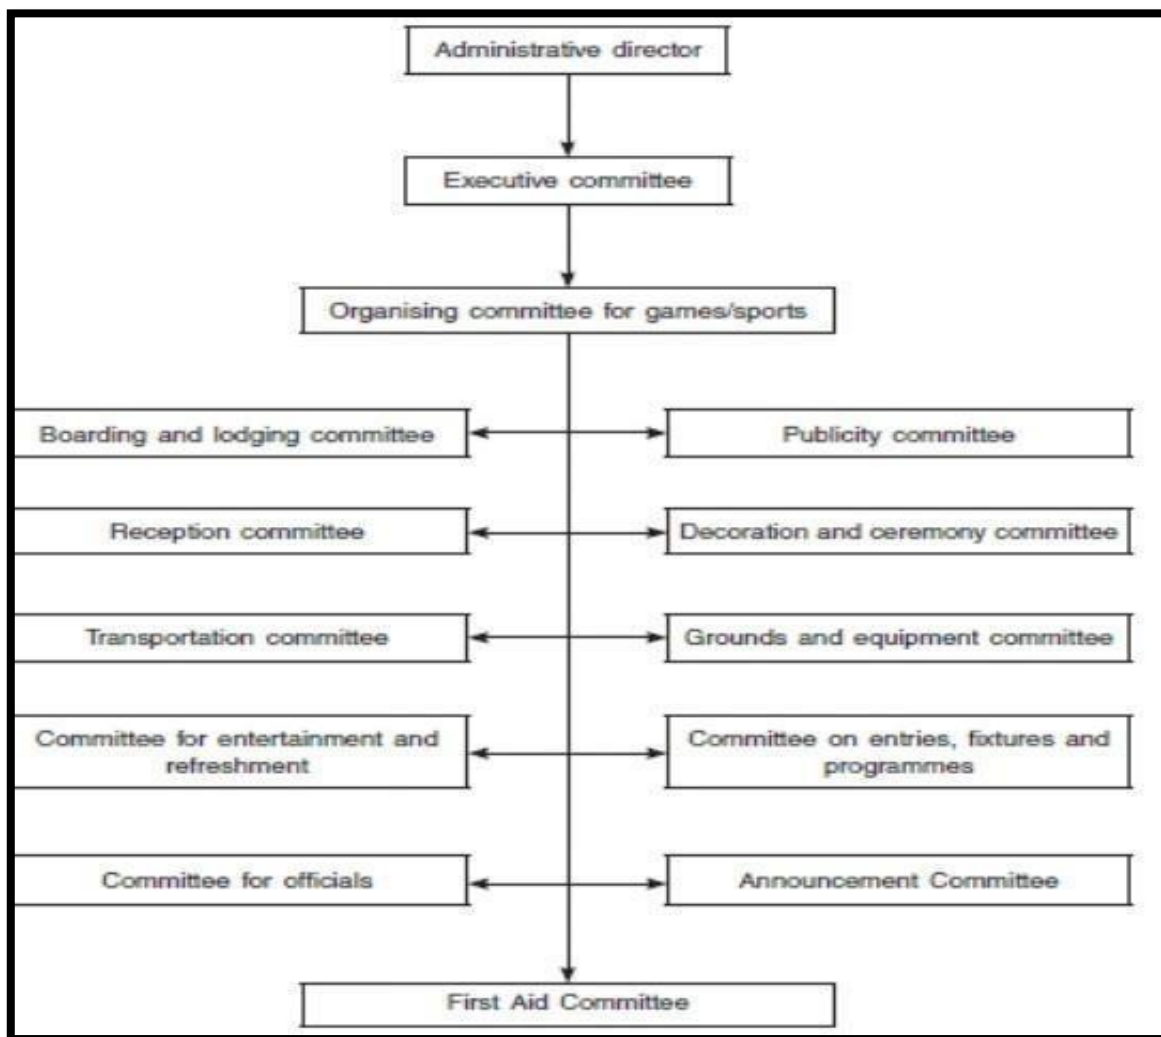 Administrative director
Executive committee
Organising committee for games/sports
Boarding and lodging committee
Publicity committee
Reception committee
Decoration and ceremony committee
Transportation committee
Grounds and equipment committee
Committee for entertainment and
refreshment
Committee on entries, fixtures and
programmes
Committee for officials
Announcement Committee
First Aid Committee